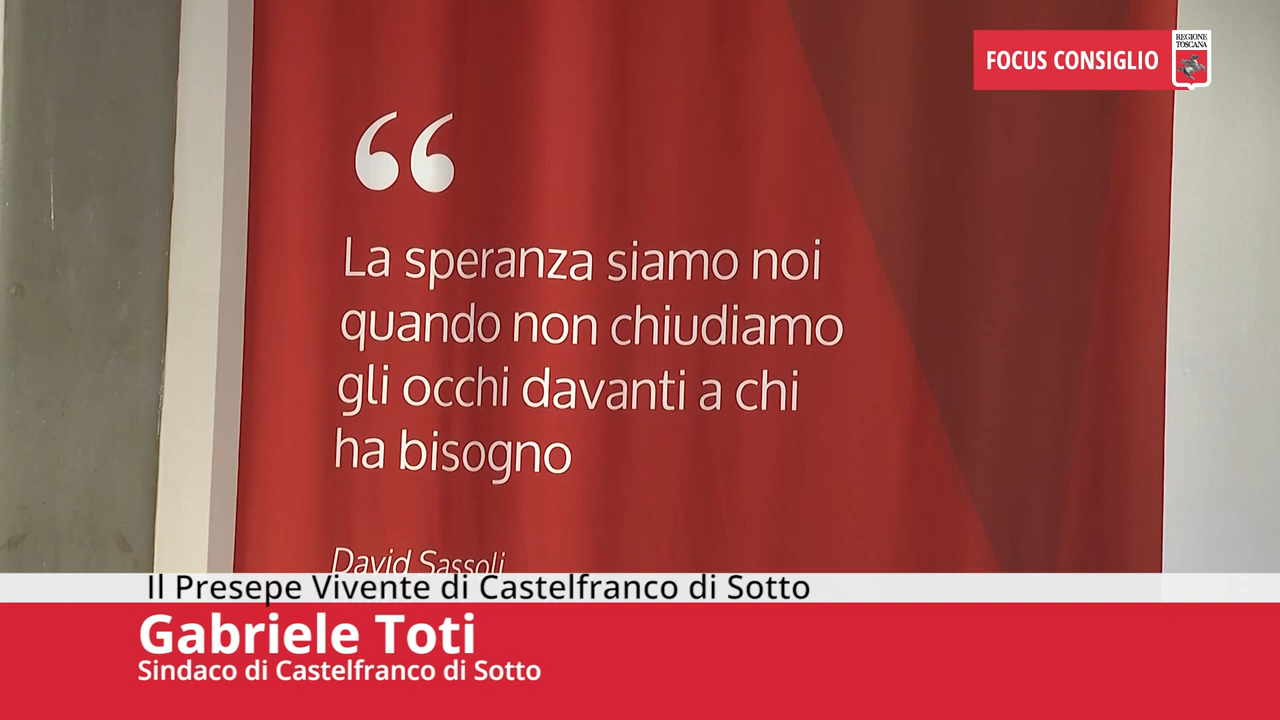 FOCUS CONSIGLIO
REGIONE
TOSCANA
“
La speranza siamo noi
quando non chiudiamo
gli occhi davanti a chi
ha bisogno
David Sassoli
Il Presepe Vivente di Castelfranco di Sotto
Gabriele Toti
Sindaco di Castelfranco di Sotto